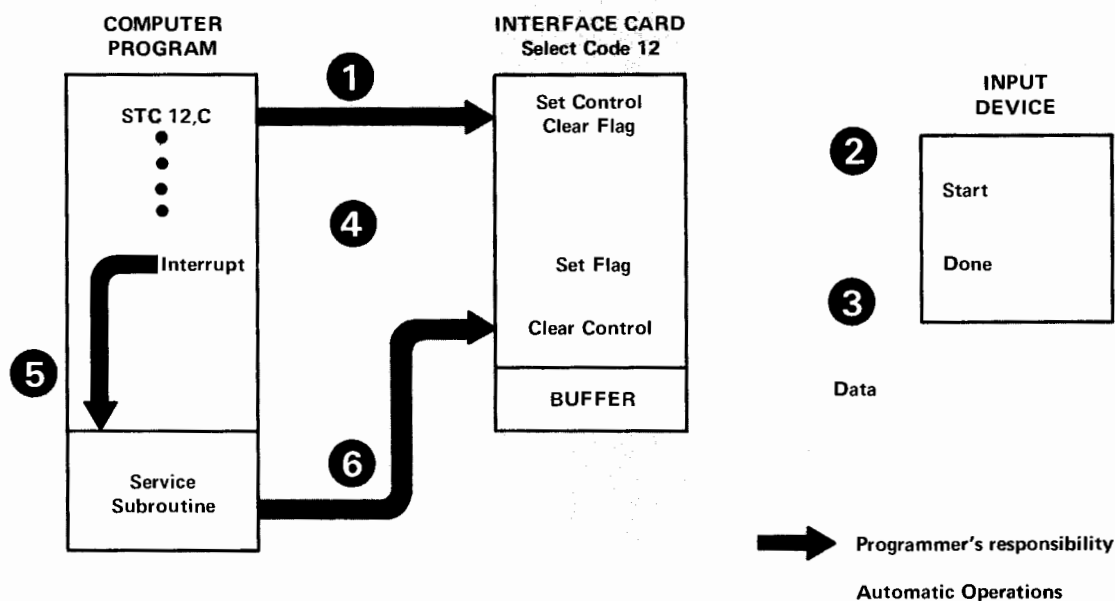 COMPUTER
PROGRAM
INTERFACE CARD
Select Code 12
INPUT
DEVICE
1
STC 12,C
Set Control
Clear Flag
2
Start
4
Interrupt
Set Flag
Done
3
Clear Control
5
Data
BUFFER
6
Service
Subroutine
Programmer's responsibility
Automatic Operations